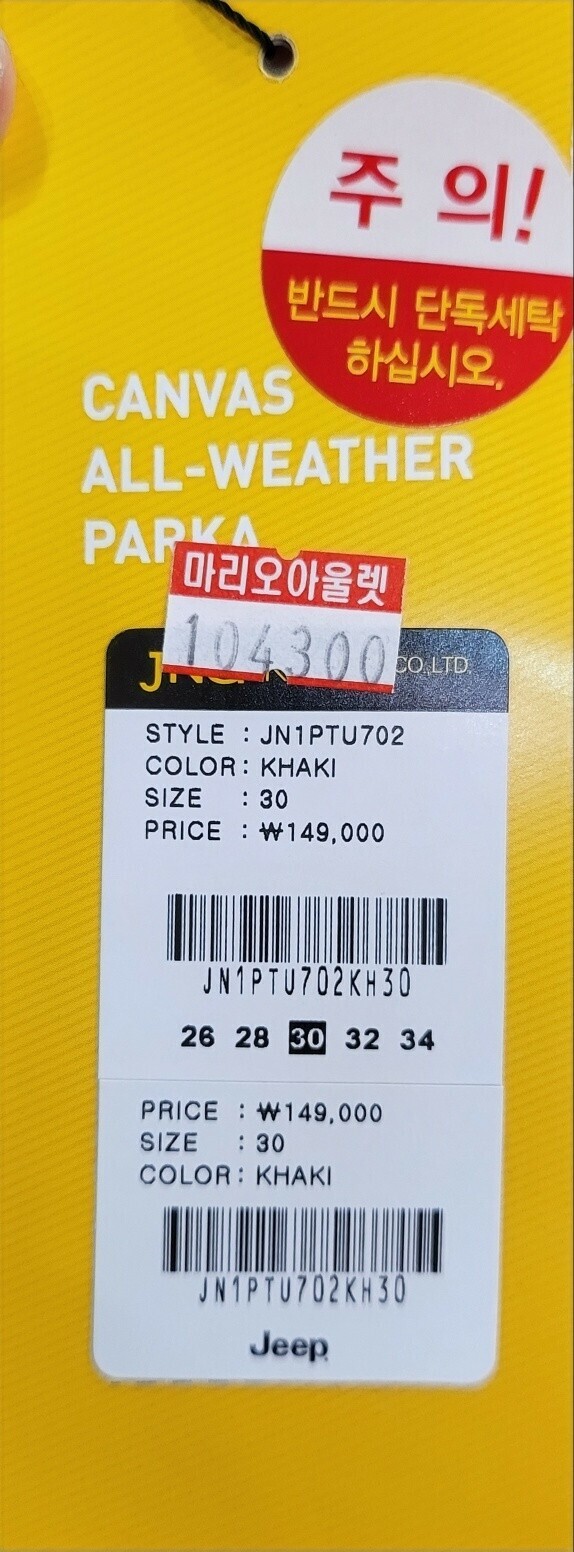 주 의!
반드시 단독세탁
하십시오.
CANVAS
ALL-WEATHER
PARKA
마리오아울렛
104300
CO.,LTD
STYLE : JN1PTU702
COLOR : KHAKI
SIZE : 30
PRICE : ₩149,000
JN1PTU702KH30
26 28 30 32 34
PRICE : ₩149,000
SIZE : 30
COLOR : KHAKI
JN1PTU702KH30
Jeep